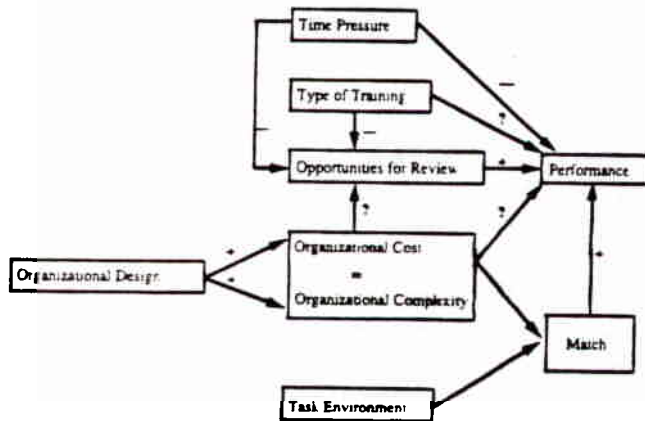 Time Pressure
—
Type of Training
?
—
—
Opportunities for Review
+
Performance
?
?
+
Organizational Cost
=
Organizational Complexity
Organizational Design
+
+
Match
Task Environment